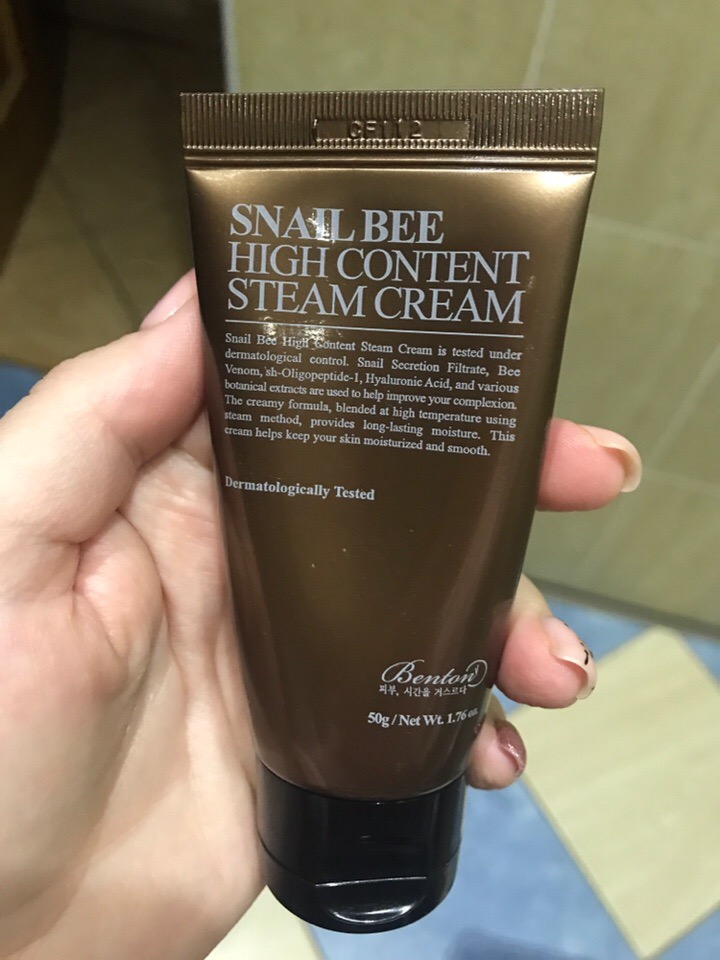 GF1X2
SNAIL BEE
HIGH CONTENT
STEAM CREAM
Snail Bee High Content Steam Cream is tested under
dermatological control. Snail Secretion Filtrate, Bee
Venom, sh-Oligopeptide-1, Hyaluronic Acid, and various
botanical extracts are used to help improve your complexion.
The creamy formula, blended at high temperature using
steam method, provides long-lasting moisture. This
cream helps keep your skin moisturized and smooth.
Dermatologically Tested
Benton
피부, 시간을 거스르다
50g / Net Wt. 1.76 oz.